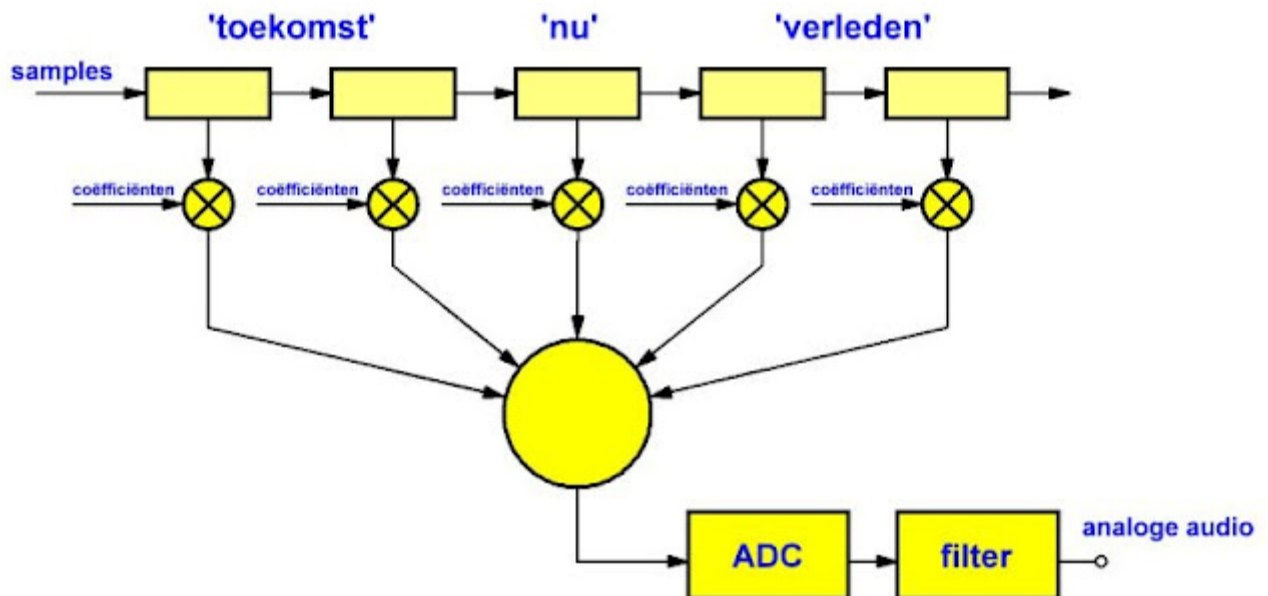 'toekomst' 'nu' 'verleden'
samples
coëfficiënten coëfficiënten coëfficiënten coëfficiënten coëfficiënten
analoge audio
ADC filter